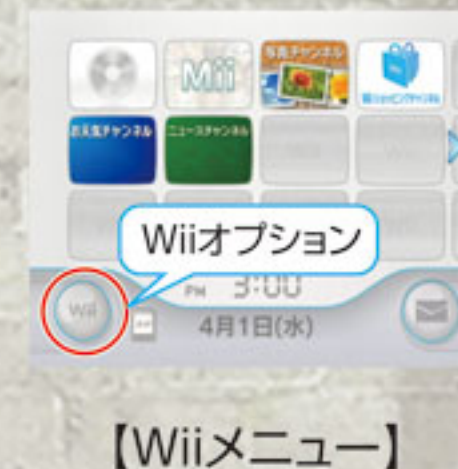 Mii
写真チャンネル
Wii
Wiiショッピングチャンネル
お天気チャンネル
ニュースチャンネル
Wiiオプション
Wii
PM 3:00
4月1日(水)
【Wiiメニュー】